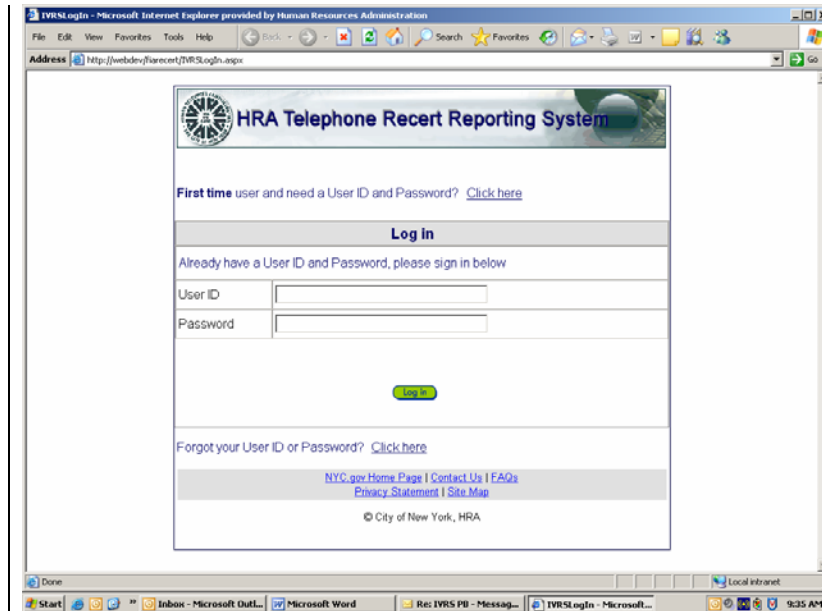 IVRSLogIn - Microsoft Internet Explorer provided by Human Resources Administration
File Edit View Favorites Tools Help Back Search Favorites
Address http://webdev/fiarecert/IVRSLogIn.aspx Go
HRA Telephone Recert Reporting System
First time user and need a User ID and Password? Click here
Log in
Already have a User ID and Password, please sign in below
User ID
Password
Log in
Forgot your User ID or Password? Click here
NYC.gov Home Page | Contact Us | FAQs
Privacy Statement | Site Map
© City of New York, HRA
Done Local intranet
Start » Inbox - Microsoft Outl... Microsoft Word Re: IVRS PB - Messag... IVRSLogIn - Microsoft... 9:35 AM